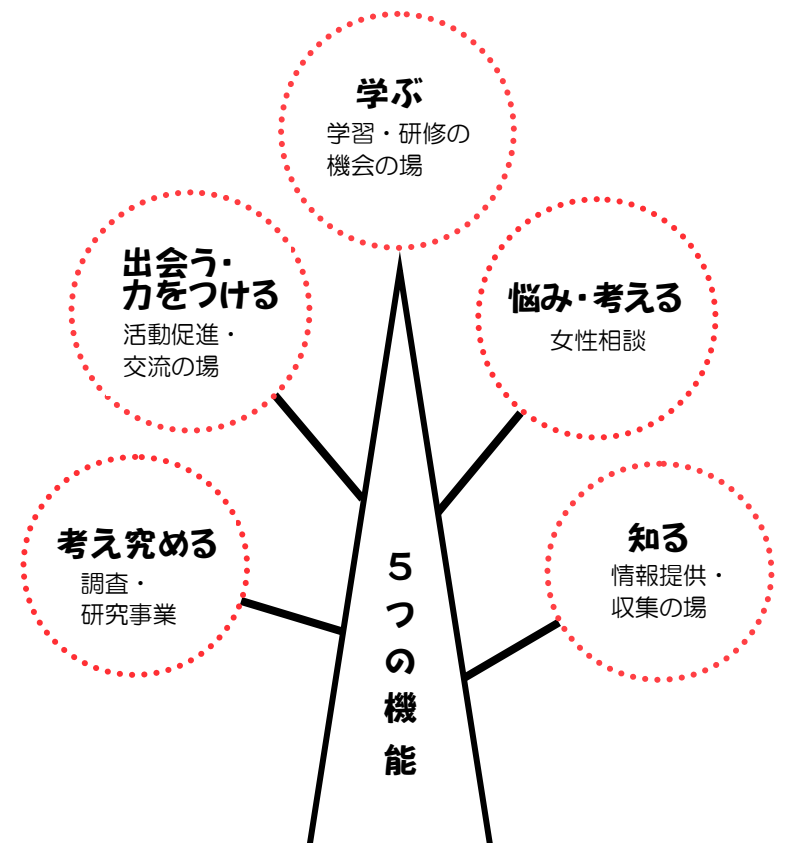 学ぶ
学習・研修の
機会の場
出会う・
力をつける
活動促進・
交流の場
悩み・考える
女性相談
考え究める
調査・
研究事業
知る
情報提供・
収集の場
5つの機能